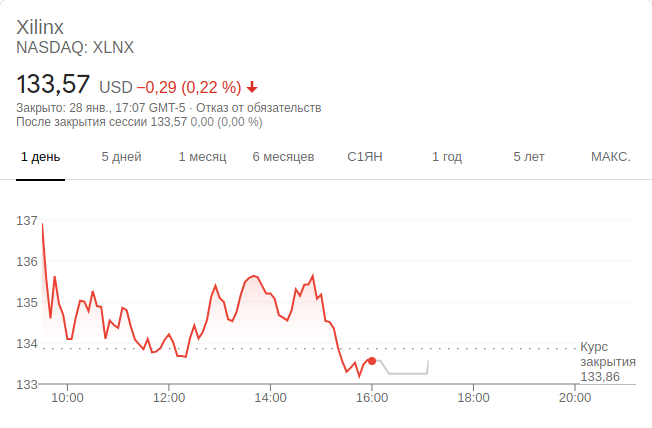 Xilinx
NASDAQ: XLNX
133,57 USD −0,29 (0,22 %)
Закрыто: 28 янв., 17:07 GMT-5 · Отказ от обязательств
После закрытия сессии 133,57 0,00 (0,00 %)
1 день 5 дней 1 месяц 6 месяцев С1ЯН 1 год 5 лет МАКС.
137
136
135
134
133
Курс
закрытия
133,86
10:00 12:00 14:00 16:00 18:00 20:00